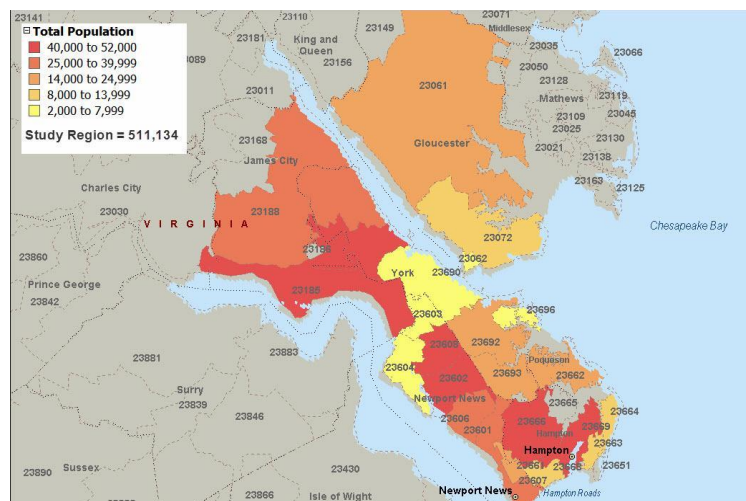 Total Population
40,000 to 52,000
25,000 to 39,999
14,000 to 24,999
8,000 to 13,999
2,000 to 7,999
Study Region = 511,134
23141
23181
23110
King and
Queen
23156
23149
23071
Middlesex
23035
23066
23050
23128
Mathews
23119
23109
23045
23025
23130
23021
23138
23163
23125
23089
23011
23061
Gloucester
23168
James City
Charles City
23188
23030
VIRGINIA
Chesapeake Bay
23072
23860
23062
York
23690
Prince George
23842
23185
23603
23696
23692
23608
Poquoson
23881
23883
23604
23602
23693
23662
Surry
23839
Newport News
23665
23664
23846
23606
23601
23666
23669
Hampton
23663
Hampton
23661
23668
23651
23890
Sussex
23430
23607
Newport News
Hampton Roads
23866
Isle of Wight